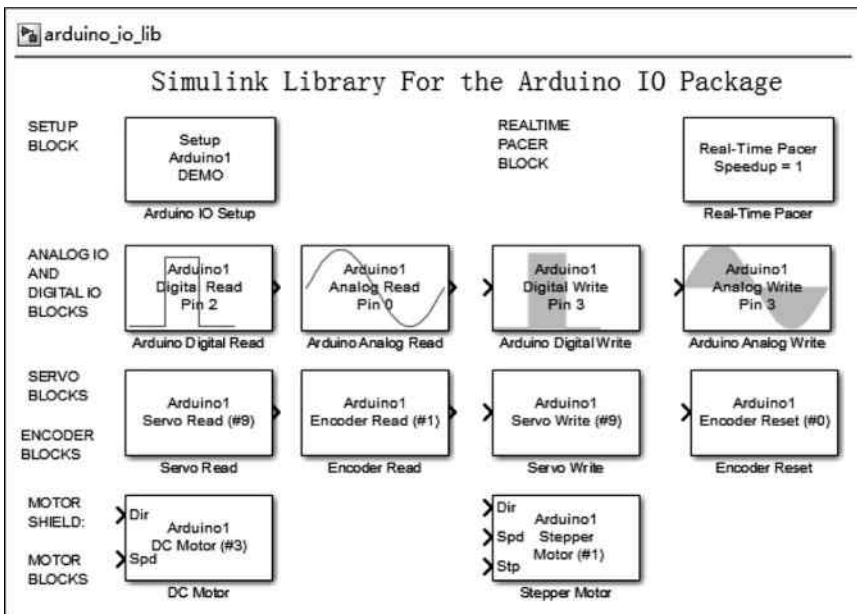 arduino_io_lib
Simulink Library For the Arduino IO Package
SETUP
BLOCK
Setup
Arduino1
DEMO
Arduino IO Setup
REALTIME
PACER
BLOCK
Real-Time Pacer
Speedup = 1
Real-Time Pacer
ANALOG IO
AND
DIGITAL IO
BLOCKS
Arduino1
Digital Read
Pin 2
Arduino Digital Read
Arduino1
Analog Read
Pin 0
Arduino Analog Read
Arduino1
Digital Write
Pin 3
Arduino Digital Write
Arduino1
Analog Write
Pin 3
Arduino Analog Write
SERVO
BLOCKS
ENCODER
BLOCKS
Arduino1
Servo Read (#9)
Servo Read
Arduino1
Encoder Read (#1)
Encoder Read
Arduino1
Servo Write (#9)
Servo Write
Arduino1
Encoder Reset (#0)
Encoder Reset
MOTOR
SHIELD:
MOTOR
BLOCKS
Dir
Spd
Arduino1
DC Motor (#3)
DC Motor
Dir
Spd
Stp
Arduino1
Stepper
Motor (#1)
Stepper Motor